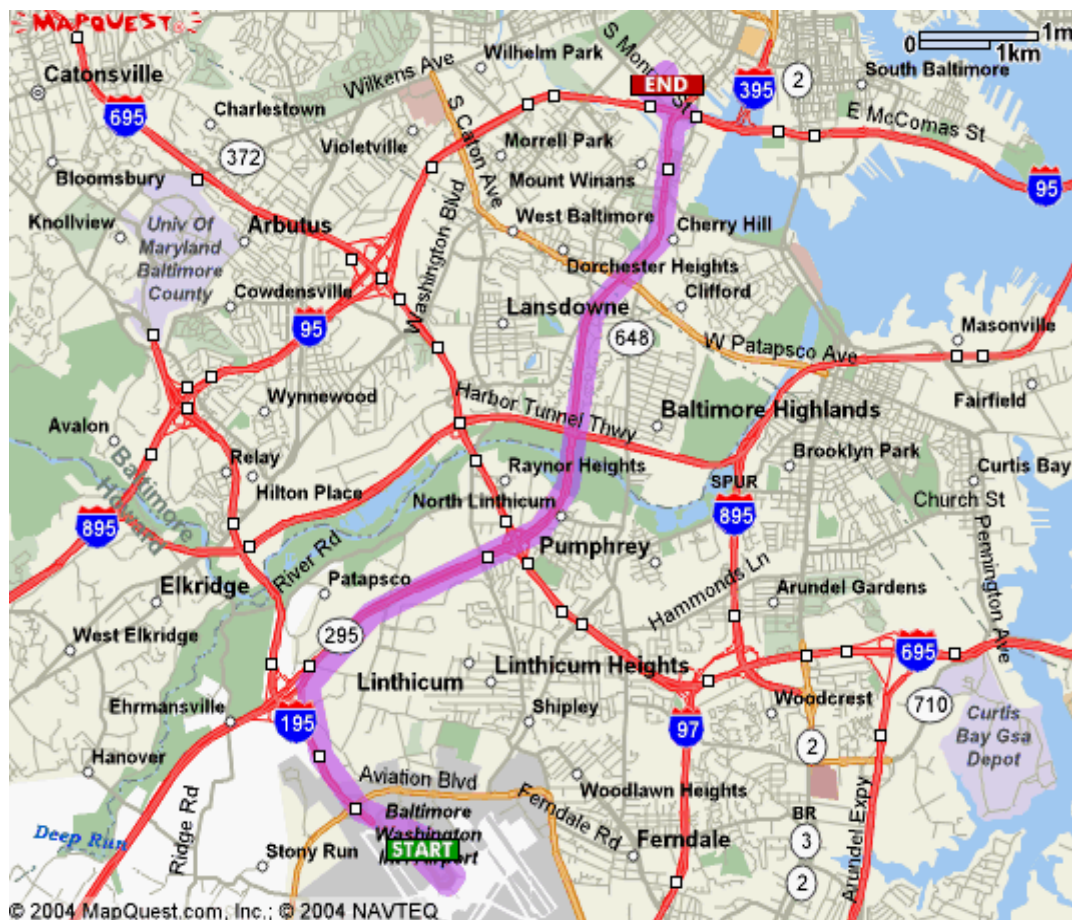 MAPQUEST
Catonsville
695
Charlestown
372
Bloomsbury
Knollview
Univ Of
Maryland
Baltimore
County
Arbutus
Cowdensville
Violetville
Wilkens Ave
Wilhelm Park
S Caton Ave
Morrell Park
Mount Winans
West Baltimore
Washington Blvd
END
395
2
South Baltimore
E McComas St
95
0
1m
1km
Cherry Hill
Dorchester Heights
Clifford
Lansdowne
648
W Patapsco Ave
Masonville
Fairfield
95
Wynnewood
Harbor Tunnel Thwy
Baltimore Highlands
Brooklyn Park
Curtis Bay
Avalon
Relay
Hilton Place
Raynor Heights
North Linthicum
SPUR
895
Church St
Pennington Ave
Baltimore
Howard
895
River Rd
Elkridge
Patapsco
Pumphrey
Hammonds Ln
Arundel Gardens
West Elkridge
295
Linthicum
Linthicum Heights
695
Woodcrest
710
Curtis
Bay Gsa
Depot
Ehrmansville
195
Shipley
97
2
Hanover
Aviation Blvd
Woodlawn Heights
Ferndale Rd
Ferndale
Ridge Rd
Deep Run
Stony Run
Baltimore
Washington
START
BR
3
2
Arundel Expy
© 2004 MapQuest.com, Inc.; © 2004 NAVTEQ